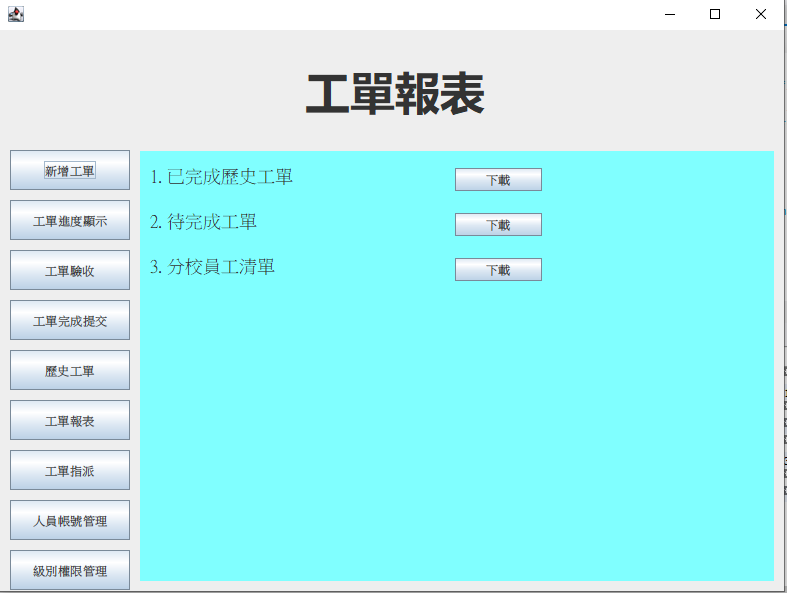 工單報表
新增工單
工單進度顯示
工單驗收
工單完成提交
歷史工單
工單報表
工單指派
人員帳號管理
級別權限管理
1. 已完成歷史工單 下載
2. 待完成工單 下載
3. 分校員工清單 下載